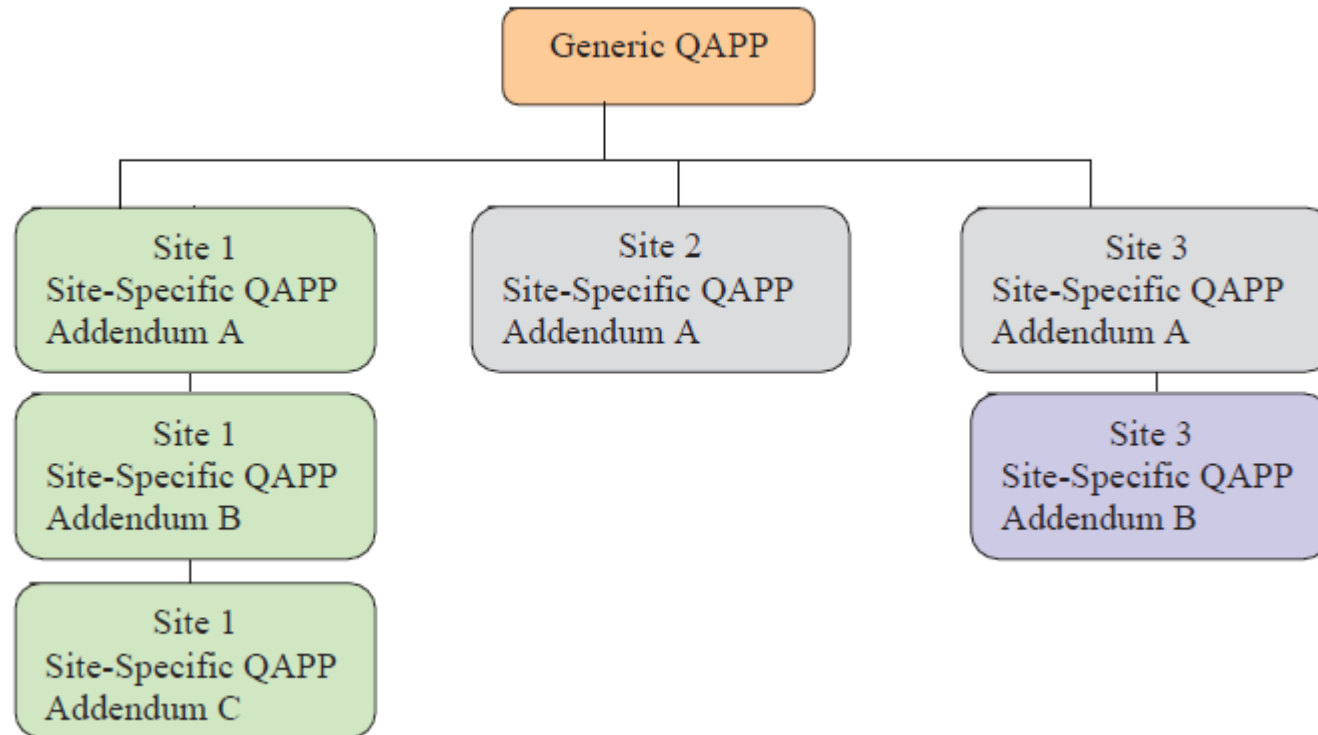 Generic QAPP
Site 1
Site-Specific QAPP
Addendum A
Site 2
Site-Specific QAPP
Addendum A
Site 3
Site-Specific QAPP
Addendum A
Site 1
Site-Specific QAPP
Addendum B
Site 3
Site-Specific QAPP
Addendum B
Site 1
Site-Specific QAPP
Addendum C